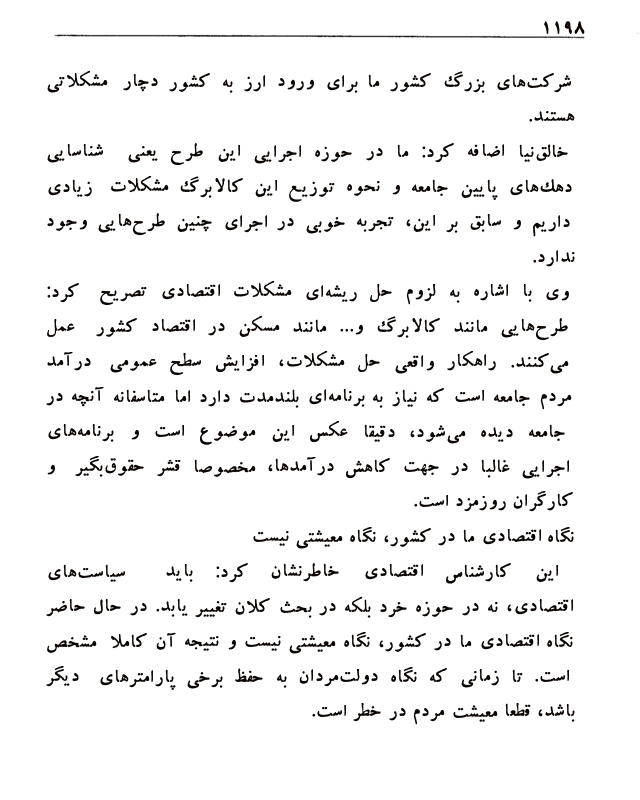 ۱۱۹۸
شرکت‌های بزرگ کشور ما برای ورود ارز به کشور دچار مشکلاتی
هستند.
خالق‌نیا اضافه کرد: ما در حوزه اجرایی این طرح یعنی شناسایی
دهک‌های پایین جامعه و نحوه توزیع این کالابرگ مشکلات زیادی
داریم و سابق بر این، تجربه خوبی در اجرای چنین طرح‌هایی وجود
ندارد.
وی با اشاره به لزوم حل ریشه‌ای مشکلات اقتصادی تصریح کرد:
طرح‌هایی مانند کالابرگ و... مانند مسکن در اقتصاد کشور عمل
می‌کنند. راهکار واقعی حل مشکلات، افزایش سطح عمومی درآمد
مردم جامعه است که نیاز به برنامه‌ای بلندمدت دارد اما متاسفانه آنچه در
جامعه دیده می‌شود، دقیقا عکس این موضوع است و برنامه‌های
اجرایی غالبا در جهت کاهش درآمدها، مخصوصا قشر حقوق‌بگیر و
کارگران روزمزد است.
نگاه اقتصادی ما در کشور، نگاه معیشتی نیست
این کارشناس اقتصادی خاطرنشان کرد: باید سیاست‌های
اقتصادی، نه در حوزه خرد بلکه در بحث کلان تغییر یابد. در حال حاضر
نگاه اقتصادی ما در کشور، نگاه معیشتی نیست و نتیجه آن کاملا مشخص
است. تا زمانی که نگاه دولت‌مردان به حفظ برخی پارامترهای دیگر
باشد، قطعا معیشت مردم در خطر است.